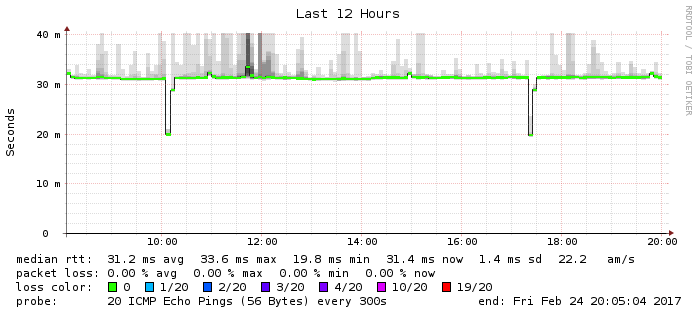 Last 12 Hours
RRDTOOL / TOBI OETIKER
Seconds
40 m
30 m
20 m
10 m
0
10:00 12:00 14:00 16:00 18:00 20:00
median rtt: 31.2 ms avg 33.6 ms max 19.8 ms min 31.4 ms now 1.4 ms sd 22.2 am/s
packet loss: 0.00 % avg 0.00 % max 0.00 % min 0.00 % now
loss color: 0 1/20 2/20 3/20 4/20 10/20 19/20
probe: 20 ICMP Echo Pings (56 Bytes) every 300s end: Fri Feb 24 20:05:04 2017